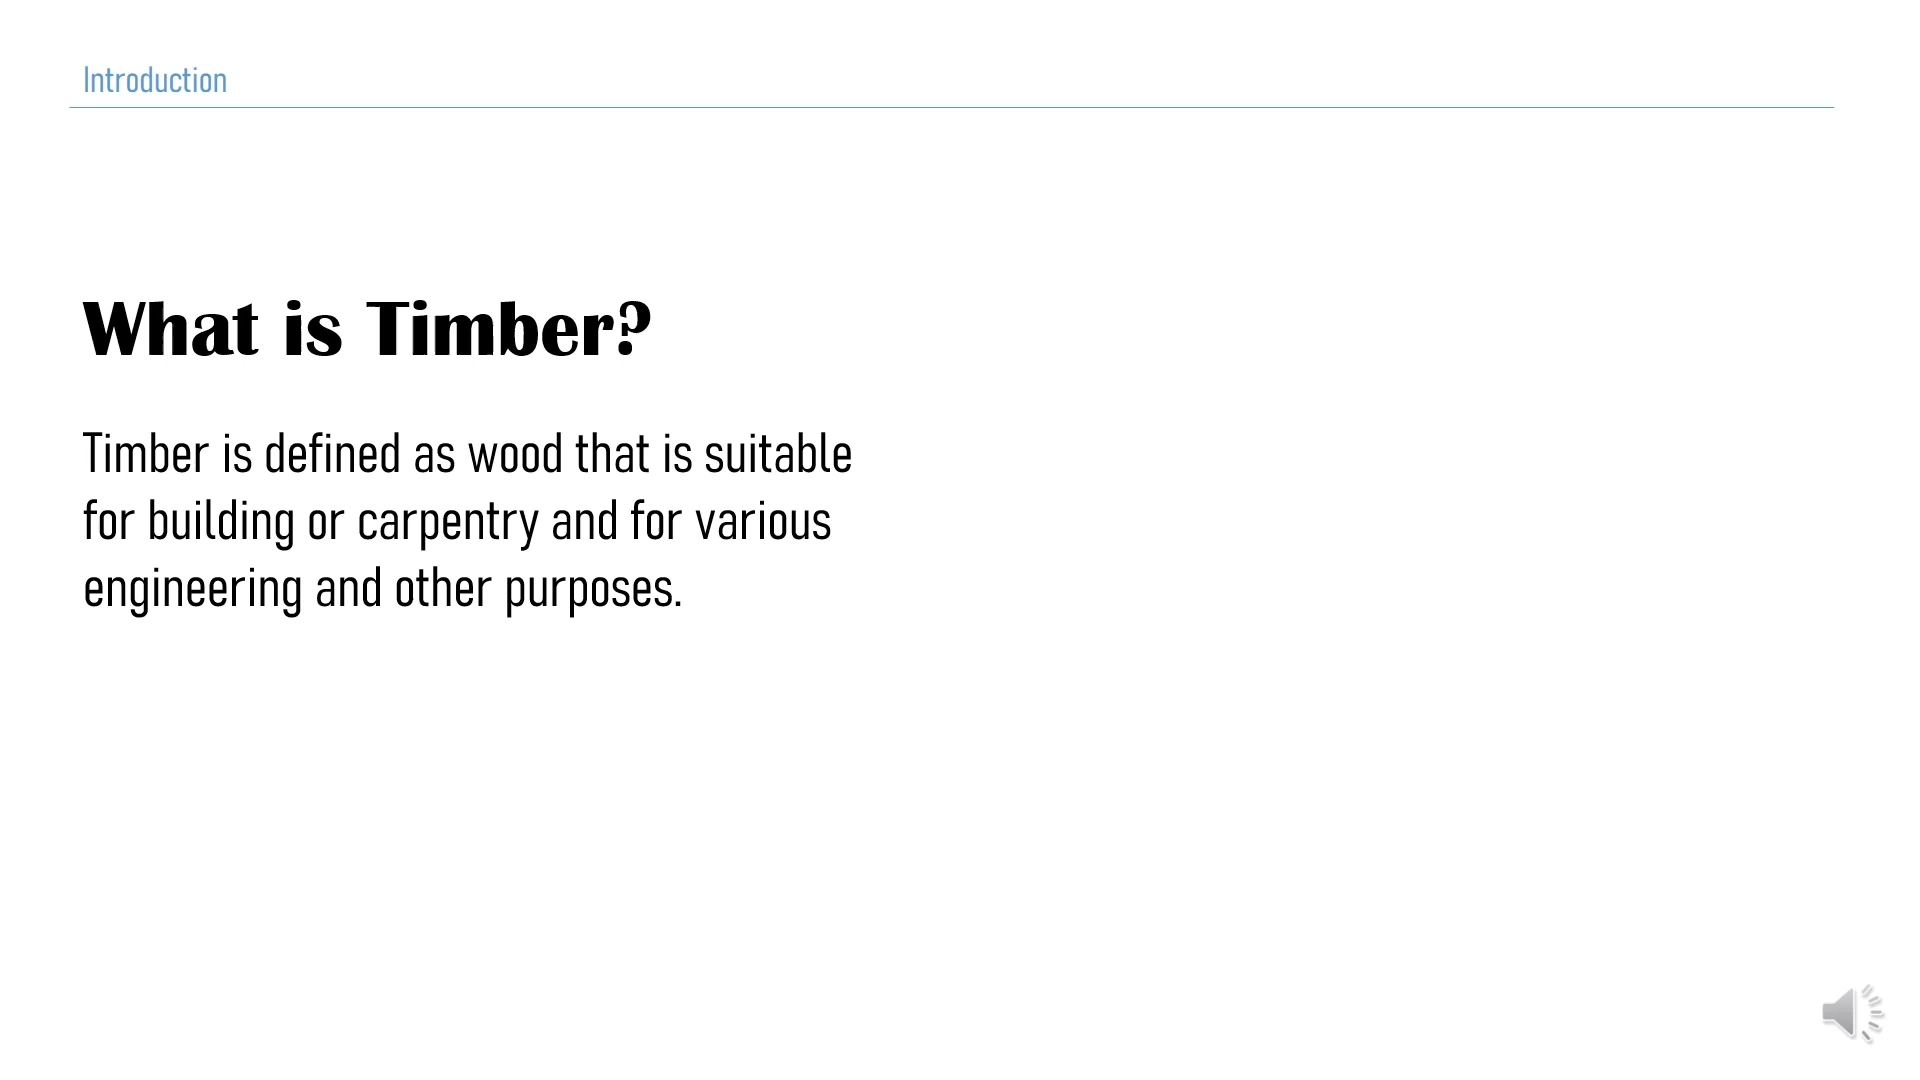 Introduction
What is Timber?
Timber is defined as wood that is suitable
for building or carpentry and for various
engineering and other purposes.